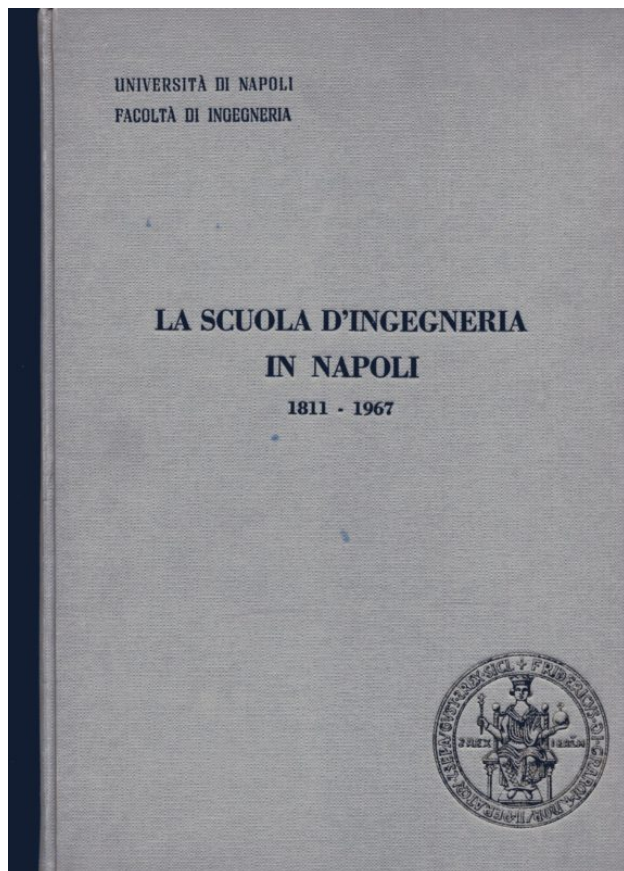 UNIVERSITÀ DI NAPOLI
FACOLTÀ DI INGEGNERIA
LA SCUOLA D'INGEGNERIA
IN NAPOLI
1811 - 1967